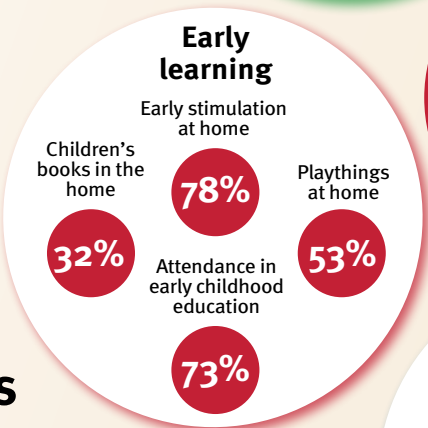 Early
learning
Early stimulation
at home
78%
Children's
books in the
home
32%
Playthings
at home
53%
Attendance in
early childhood
education
73%
s